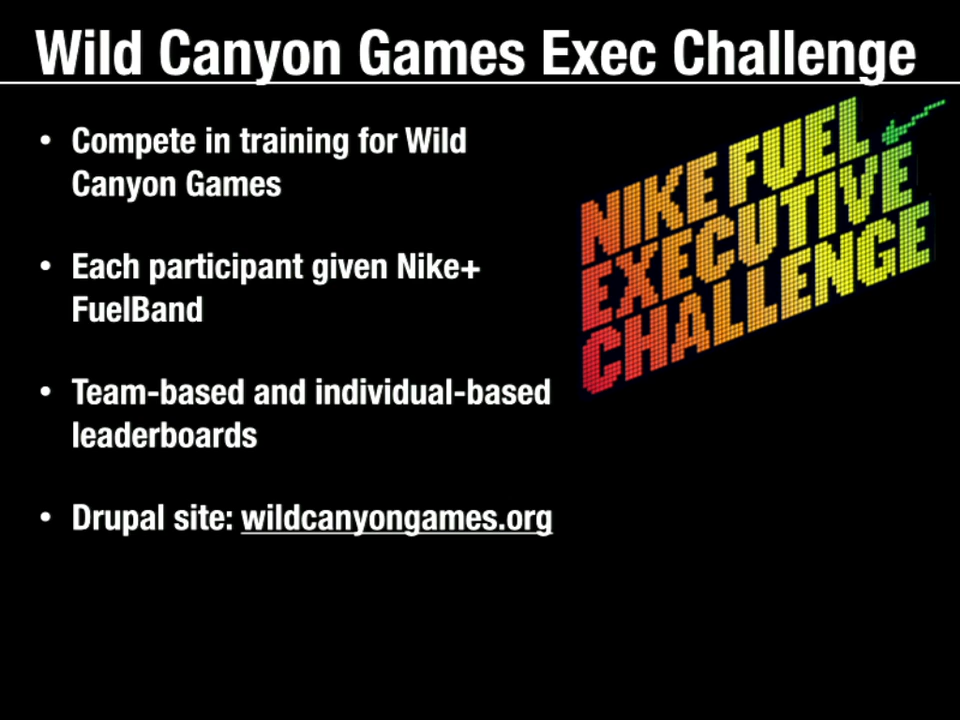 Wild Canyon Games Exec Challenge
• Compete in training for Wild
Canyon Games
• Each participant given Nike+
FuelBand
• Team-based and individual-based
leaderboards
• Drupal site: wildcanyongames.org
NIKE FUEL
EXECUTIVE
CHALLENGE